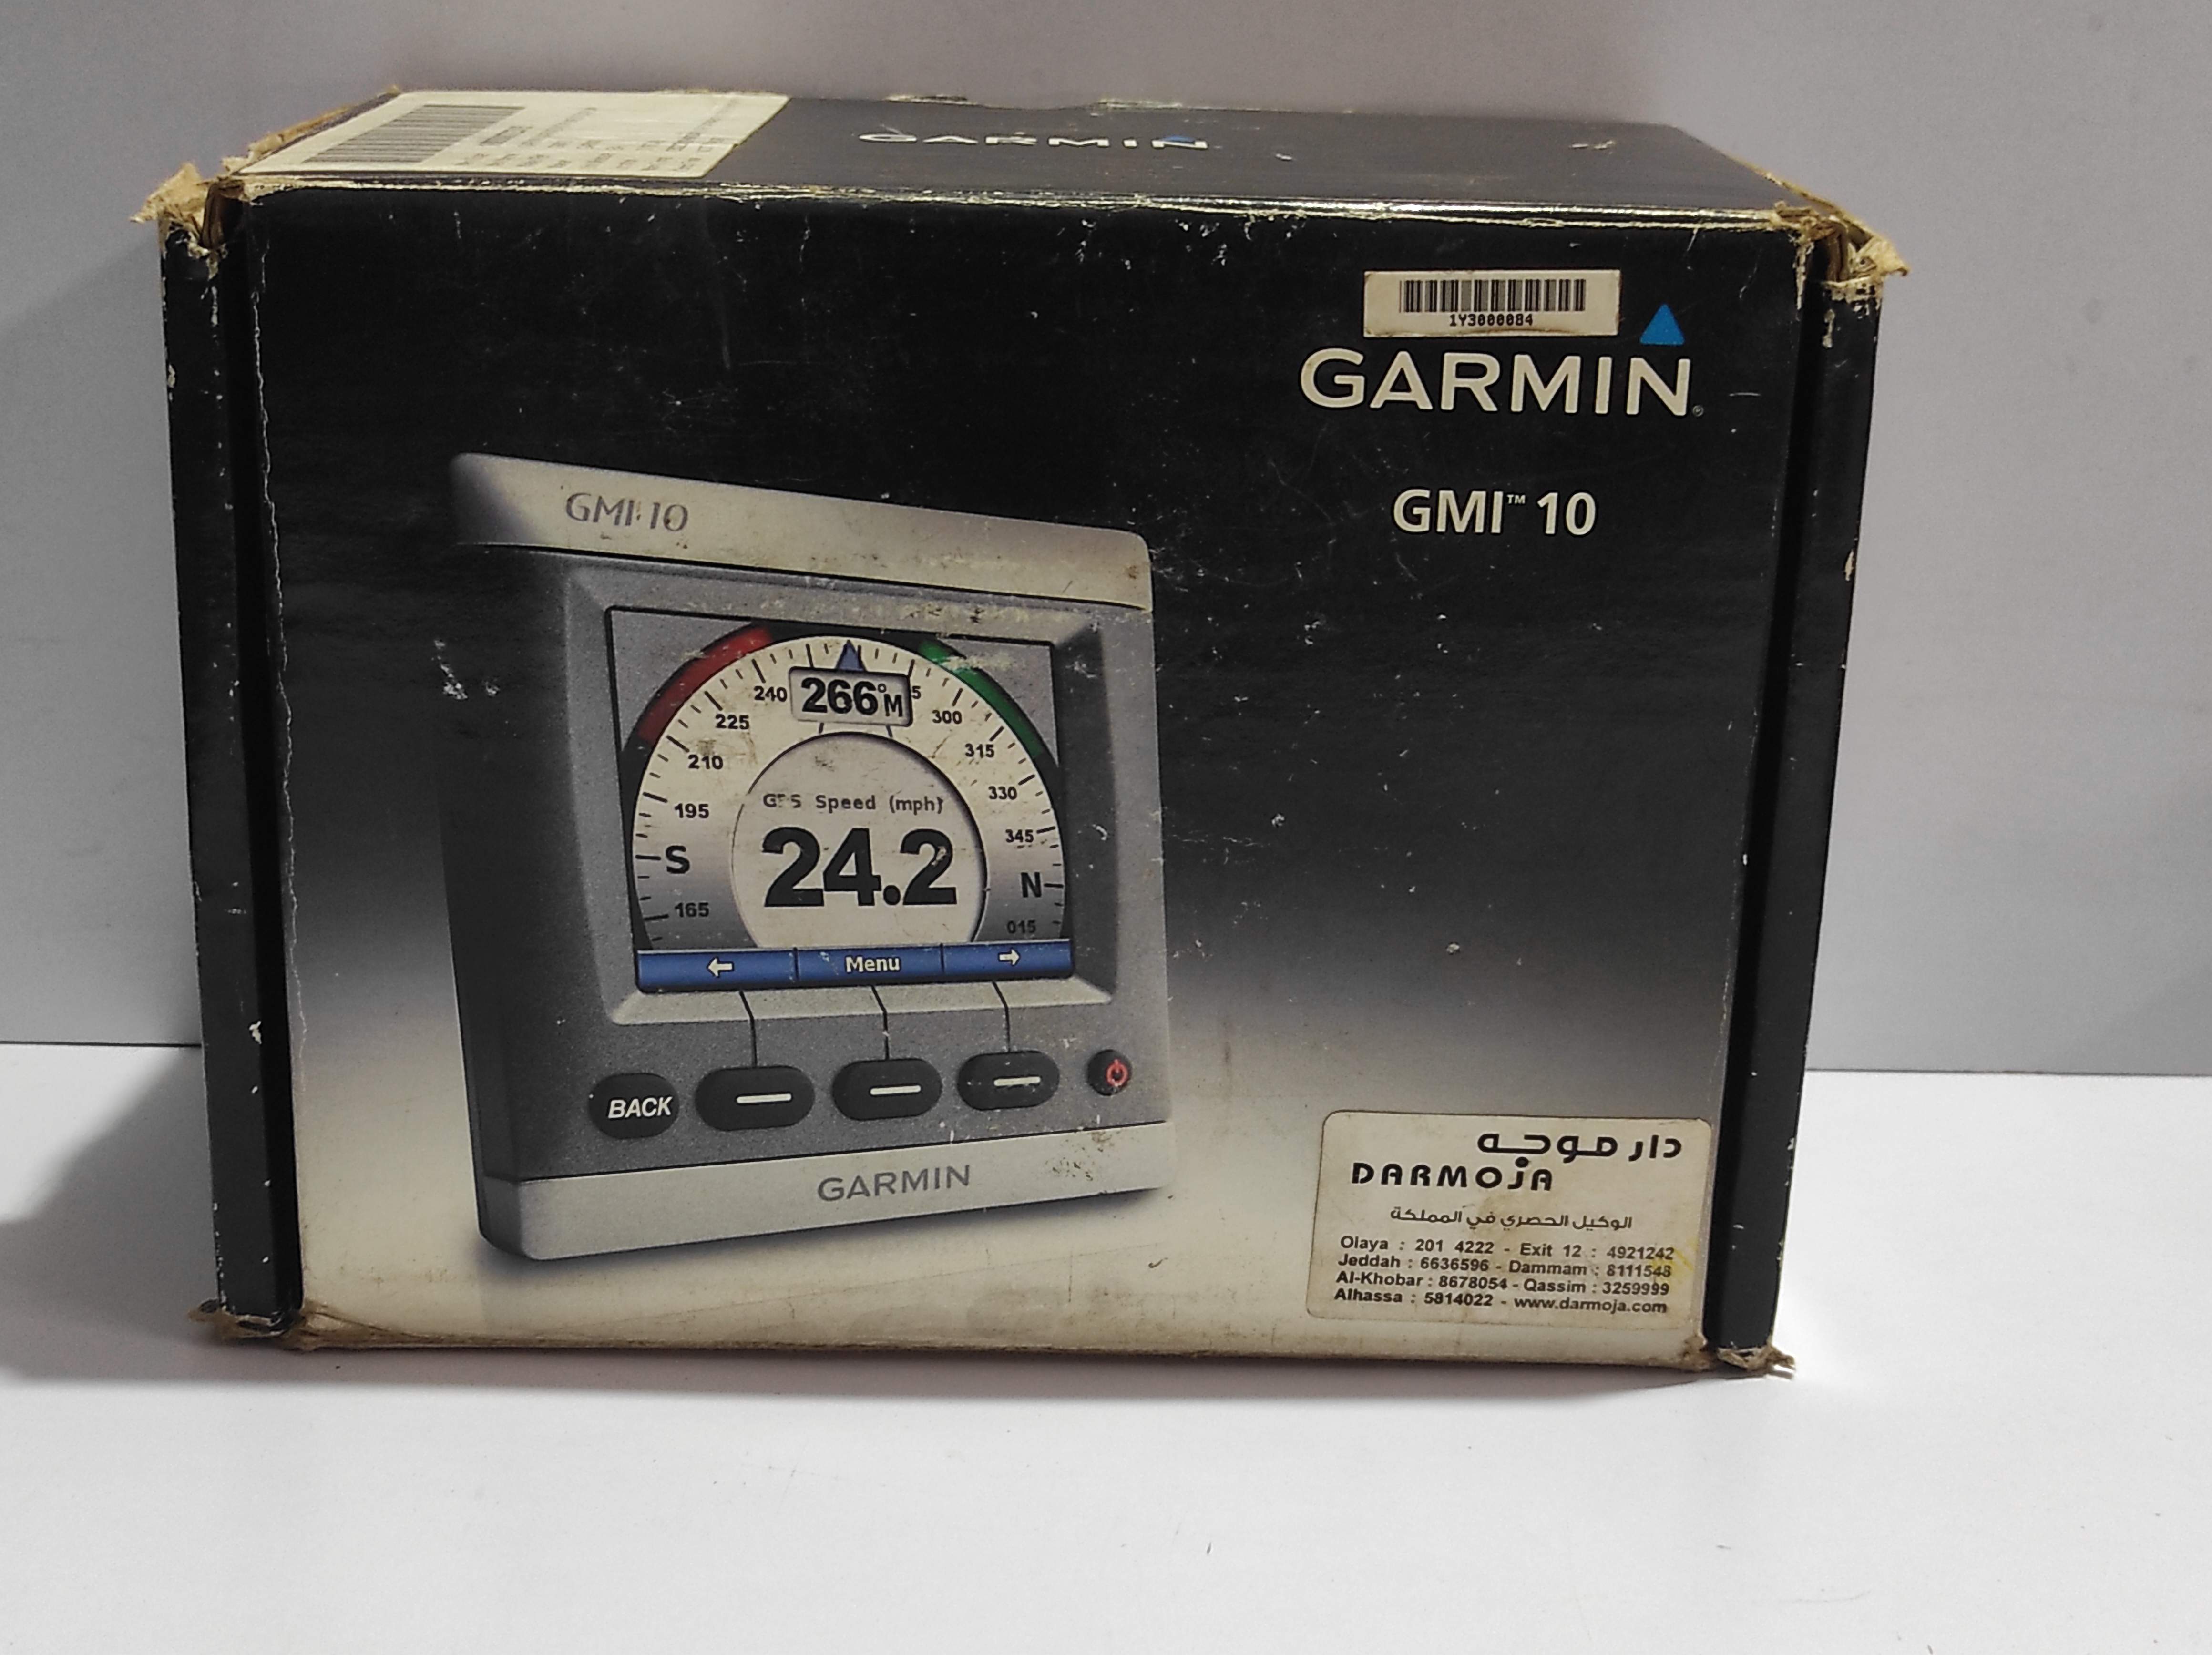 GARMIN
1Y3000084
GARMIN
GMI™ 10
GMI 10
240 266°M 5
225 300
210 315
195 330
345
GPS Speed (mph)
24.2
S N
165 015
← Menu →
BACK
GARMIN
دار موجه
DARMOJA
الوكيل الحصري في المملكة
Olaya : 201 4222 - Exit 12 : 4921242
Jeddah : 6636596 - Dammam : 8111548
Al-Khobar : 8678054 - Qassim : 3259999
Alhassa : 5814022 - www.darmoja.com